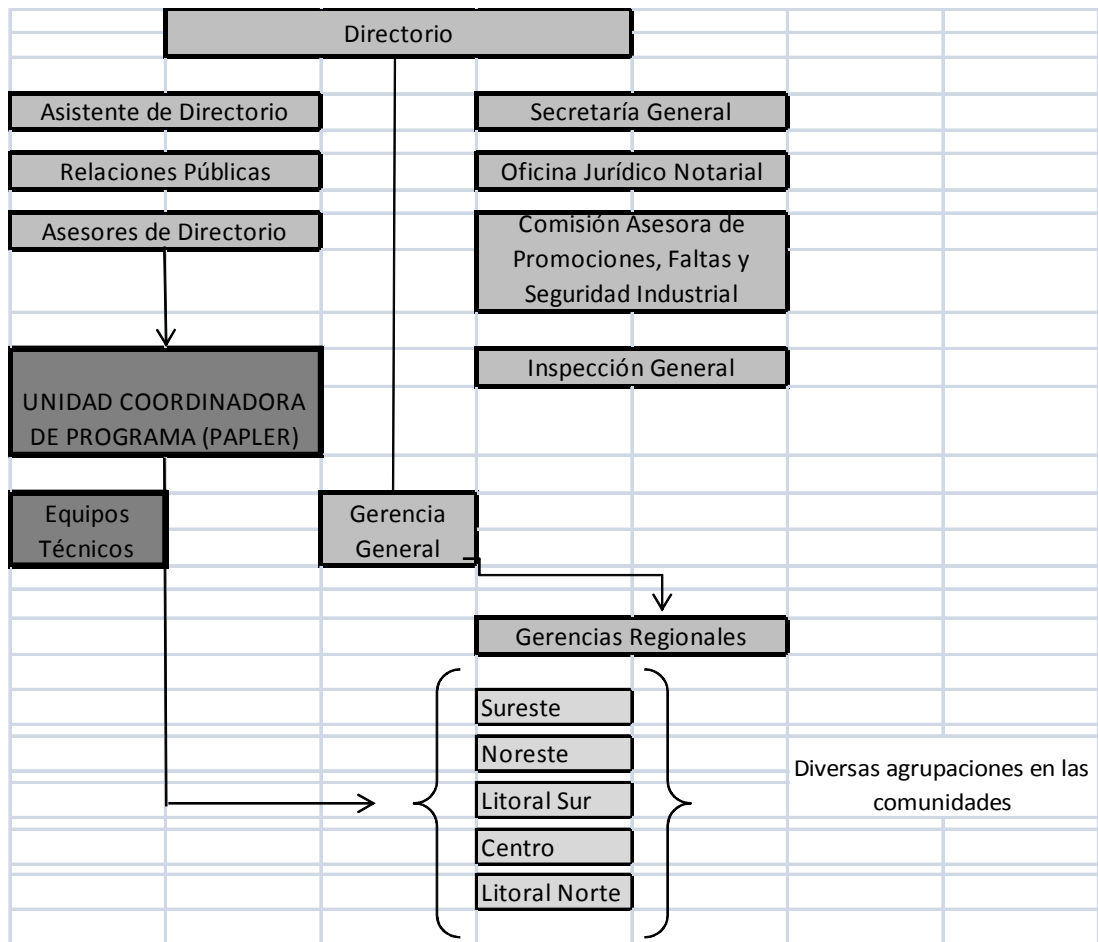 Directorio
Asistente de Directorio
Secretaría General
Relaciones Públicas
Oficina Jurídico Notarial
Asesores de Directorio
Comisión Asesora de
Promociones, Faltas y
Seguridad Industrial
UNIDAD COORDINADORA
DE PROGRAMA (PAPLER)
Inspección General
Equipos
Técnicos
Gerencia
General
Gerencias Regionales
Sureste
Noreste
Litoral Sur
Centro
Litoral Norte
Diversas agrupaciones en las
comunidades